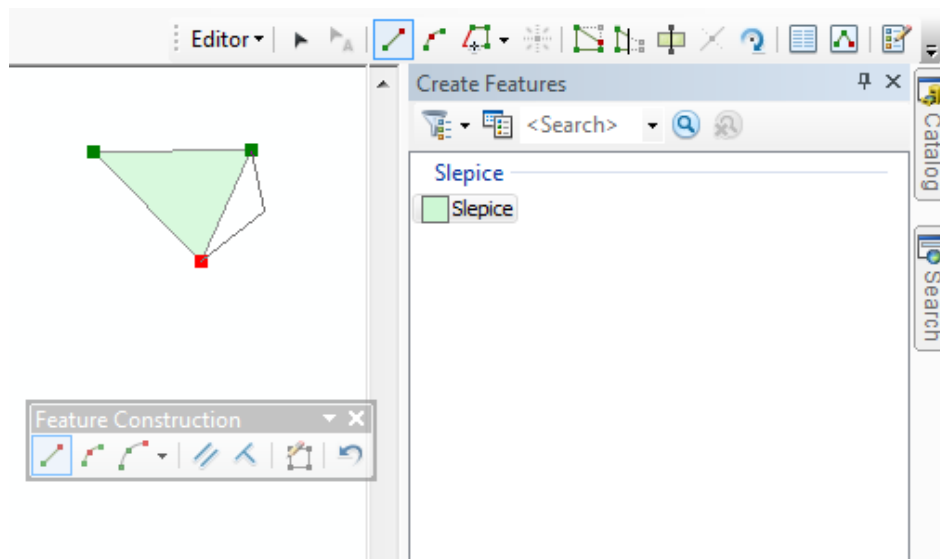 Editor
Create Features
<Search>
Slepice
Slepice
Feature Construction
Catalog
Search